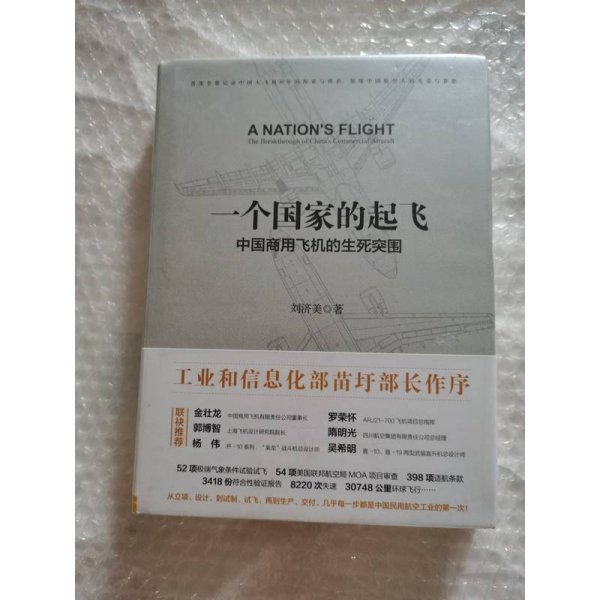 A NATION'S FLIGHT
The Breakthrough of China's Commercial Aircraft
一个国家的起飞
中国商用飞机的生死突围
刘济美◎著
工业和信息化部苗圩部长作序
联袂推荐
金壮龙 中国商用飞机有限责任公司董事长
罗荣怀 ARJ21-700飞机项目总指挥
郭博智 上海飞机设计研究院院长
隋明光 四川航空集团有限责任公司总经理
杨伟 歼-10系列、“枭龙”战斗机总设计师
吴希明 直-10、直-19两型武装直升机总设计师
52项极端气象条件试验试飞 54项美国联邦航空局MOA项目审查 398项适航条款
3418份符合性验证报告 8220次失速 30748公里环球飞行……
从立项、设计、到试制、试飞，再到生产、交付，几乎每一步都是中国民用航空工业的第一次！